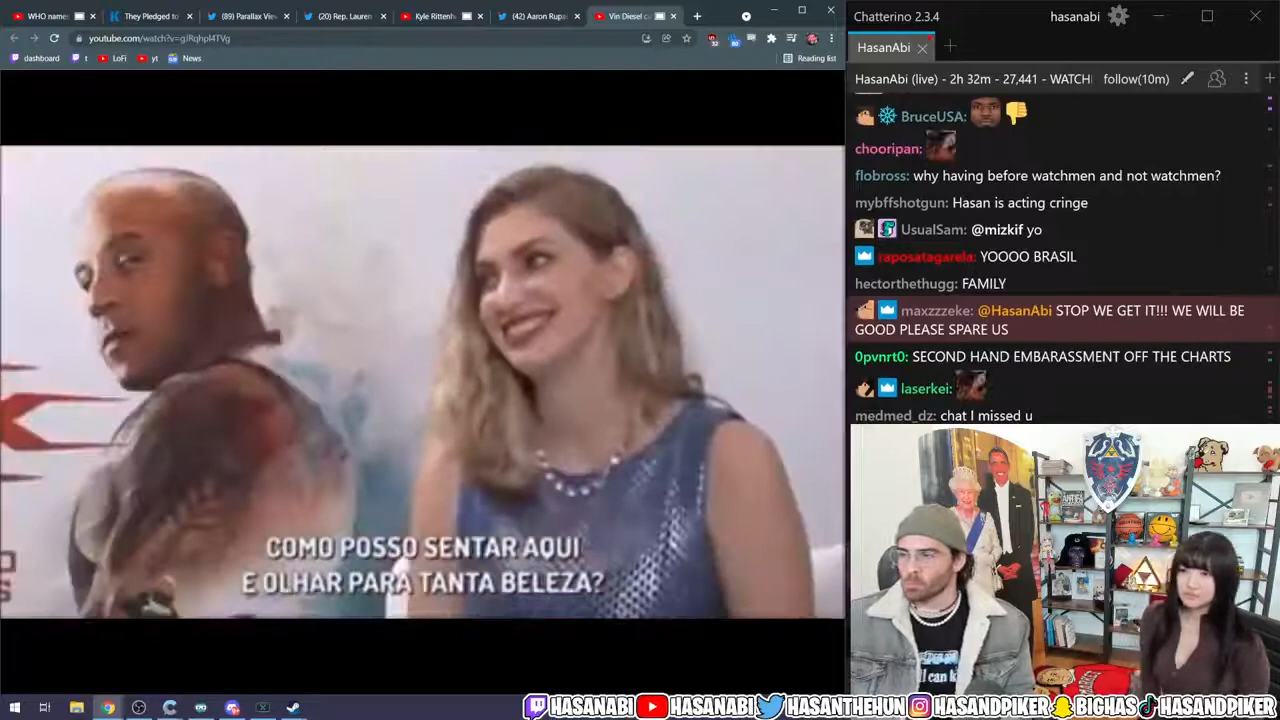 WHO names
They Pledged to
(89) Parallax View
(20) Rep. Lauren
Kyle Rittenh
(42) Aaron Rupa
Vin Diesel ca
youtube.com/watch?v=gJRqhpI4TVg
dashboard
t
LoFi
yt
News
Reading list
COMO POSSO SENTAR AQUI
E OLHAR PARA TANTA BELEZA?
Chatterino 2.3.4
hasanabi
HasanAbi
HasanAbi (live) - 2h 32m - 27,441 - WATCH
follow(10m)
BruceUSA:
chooripan:
flobross: why having before watchmen and not watchmen?
mybffshotgun: Hasan is acting cringe
UsualSam: @mizkif yo
raposatagarela: YOOOO BRASIL
hectorthethugg: FAMILY
maxzzzeke: @HasanAbi STOP WE GET IT!!! WE WILL BE
GOOD PLEASE SPARE US
0pvnrt0: SECOND HAND EMBARASSMENT OFF THE CHARTS
laserkei:
medmed_dz: chat I missed u
HASANABI
HASANABI
HASANTHEHUN
HASANDPIKER
BIGHAS
HASANDPIKER